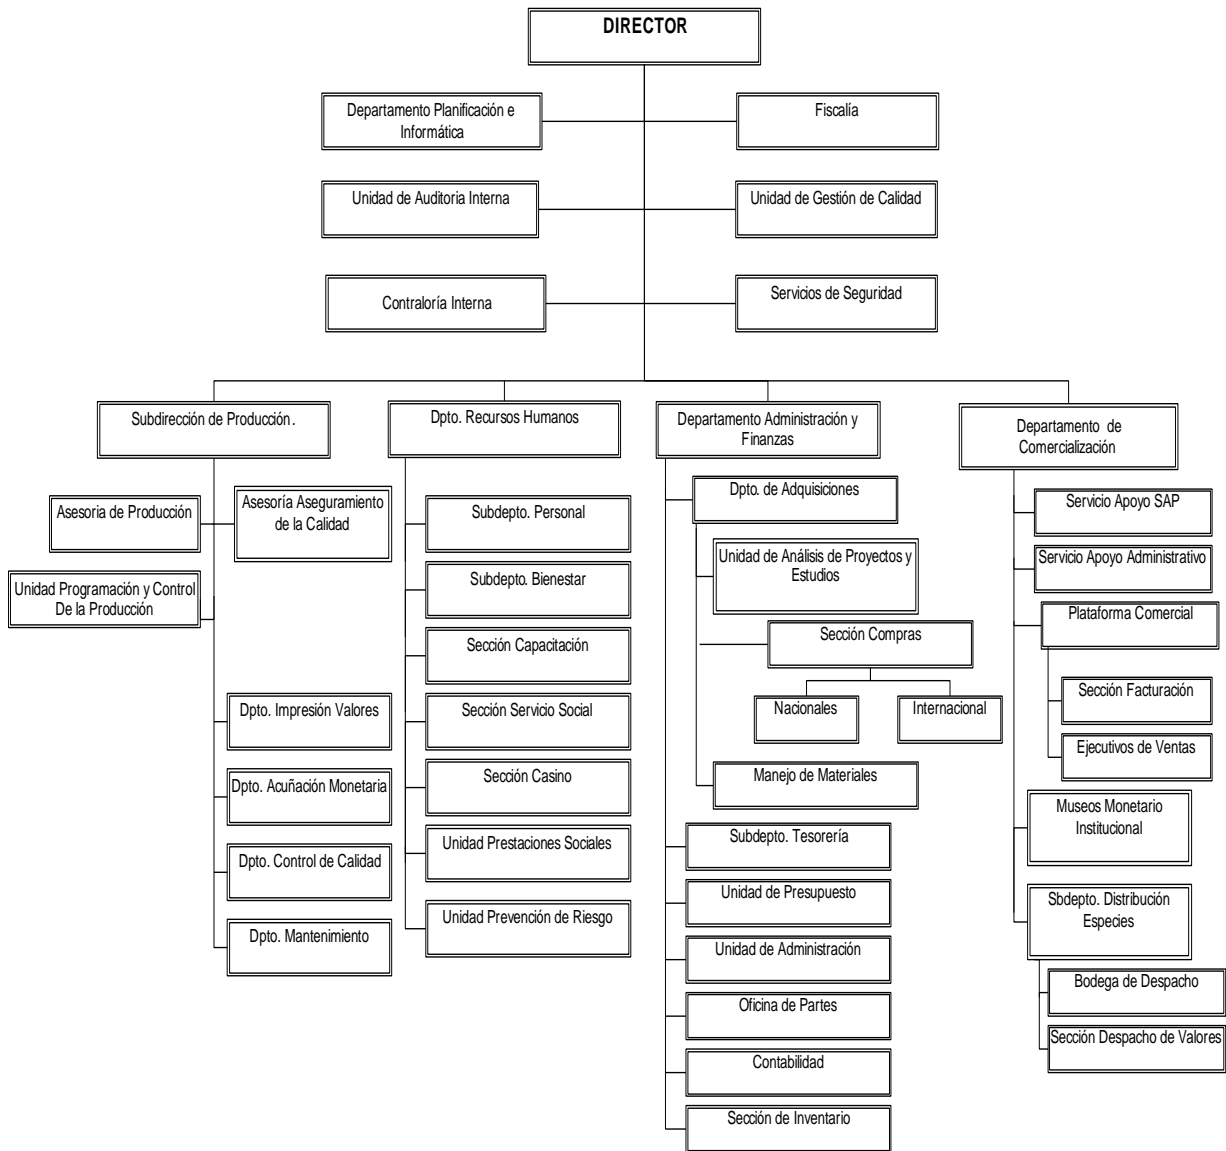 DIRECTOR
Departamento Planificación e
Informática
Fiscalía
Unidad de Auditoria Interna
Unidad de Gestión de Calidad
Contraloría Interna
Servicios de Seguridad
Subdirección de Producción.
Asesoria de Producción
Asesoría Aseguramiento
de la Calidad
Unidad Programación y Control
De la Producción
Dpto. Impresión Valores
Dpto. Acuñación Monetaria
Dpto. Control de Calidad
Dpto. Mantenimiento
Dpto. Recursos Humanos
Subdepto. Personal
Subdepto. Bienestar
Sección Capacitación
Sección Servicio Social
Sección Casino
Unidad Prestaciones Sociales
Unidad Prevención de Riesgo
Departamento Administración y
Finanzas
Dpto. de Adquisiciones
Unidad de Análisis de Proyectos y
Estudios
Sección Compras
Nacionales
Internacional
Manejo de Materiales
Subdepto. Tesorería
Unidad de Presupuesto
Unidad de Administración
Oficina de Partes
Contabilidad
Sección de Inventario
Departamento de
Comercialización
Servicio Apoyo SAP
Servicio Apoyo Administrativo
Plataforma Comercial
Sección Facturación
Ejecutivos de Ventas
Museos Monetario
Institucional
Sbdepto. Distribución
Especies
Bodega de Despacho
Sección Despacho de Valores